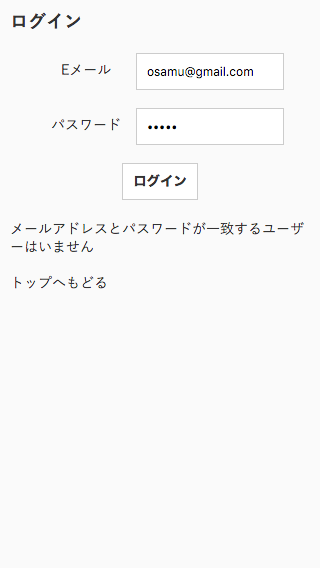 ログイン
Eメール
osamu@gmail.com
パスワード
•••••
ログイン
メールアドレスとパスワードが一致するユーザ
ーはいません
トップへもどる